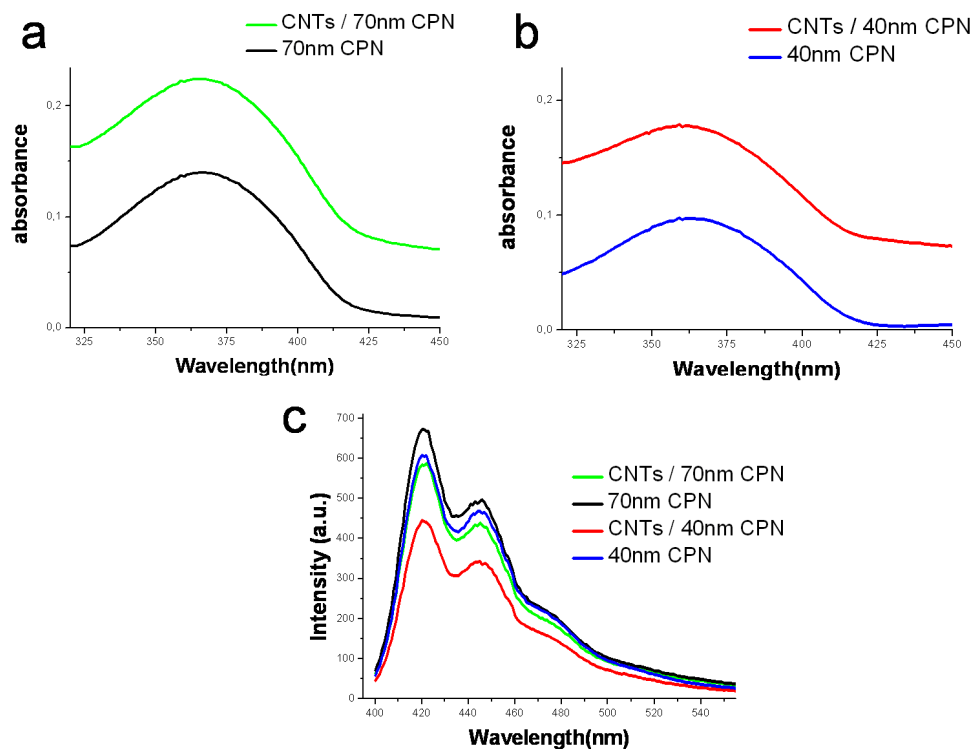 a
CNTs / 70nm CPN
70nm CPN
absorbance
0,2
0,1
0,0
325 350 375 400 425 450
Wavelength(nm)
b
CNTs / 40nm CPN
40nm CPN
absorbance
0,2
0,1
0,0
325 350 375 400 425 450
Wavelength(nm)
c
CNTs / 70nm CPN
70nm CPN
CNTs / 40nm CPN
40nm CPN
Intensity (a.u.)
700
600
500
400
300
200
100
0
400 420 440 460 480 500 520 540
Wavelength(nm)